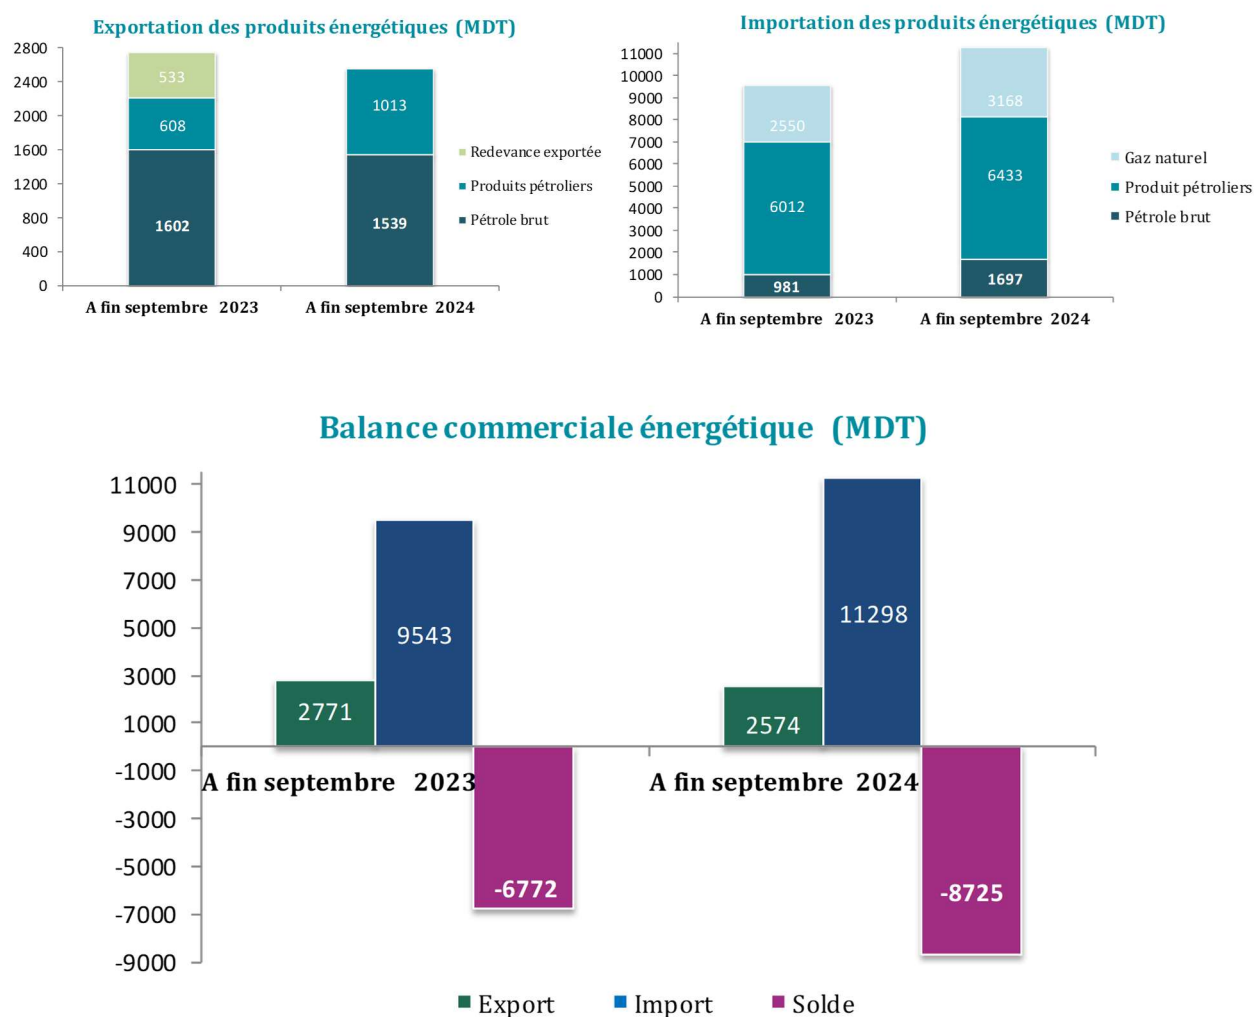 Exportation des produits énergétiques (MDT)
2800
2400
2000
1600
1200
800
400
0
533
608
1602
1013
1539
A fin septembre 2023
A fin septembre 2024
Redevance exportée
Produits pétroliers
Pétrole brut
Importation des produits énergétiques (MDT)
11000
10000
9000
8000
7000
6000
5000
4000
3000
2000
1000
0
2550
6012
981
3168
6433
1697
A fin septembre 2023
A fin septembre 2024
Gaz naturel
Produit pétroliers
Pétrole brut
Balance commerciale énergétique (MDT)
11000
9000
7000
5000
3000
1000
-1000
-3000
-5000
-7000
-9000
2771
9543
-6772
2574
11298
-8725
A fin septembre 2023
A fin septembre 2024
Export
Import
Solde